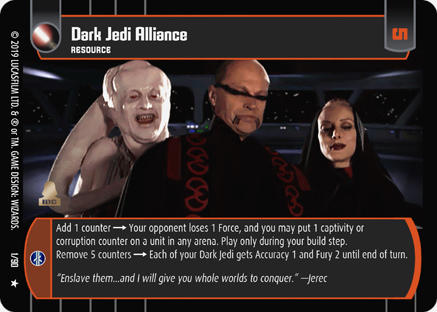 Dark Jedi Alliance
RESOURCE
5
Add 1 counter → Your opponent loses 1 Force, and you may put 1 captivity or
corruption counter on a unit in any arena. Play only during your build step.
Remove 5 counters → Each of your Dark Jedi gets Accuracy 1 and Fury 2 until end of turn.
"Enslave them...and I will give you whole worlds to conquer." —Jerec
© 2019 LUCASFILM LTD. & ® or TM. GAME DESIGN: WIZARDS.
1/90